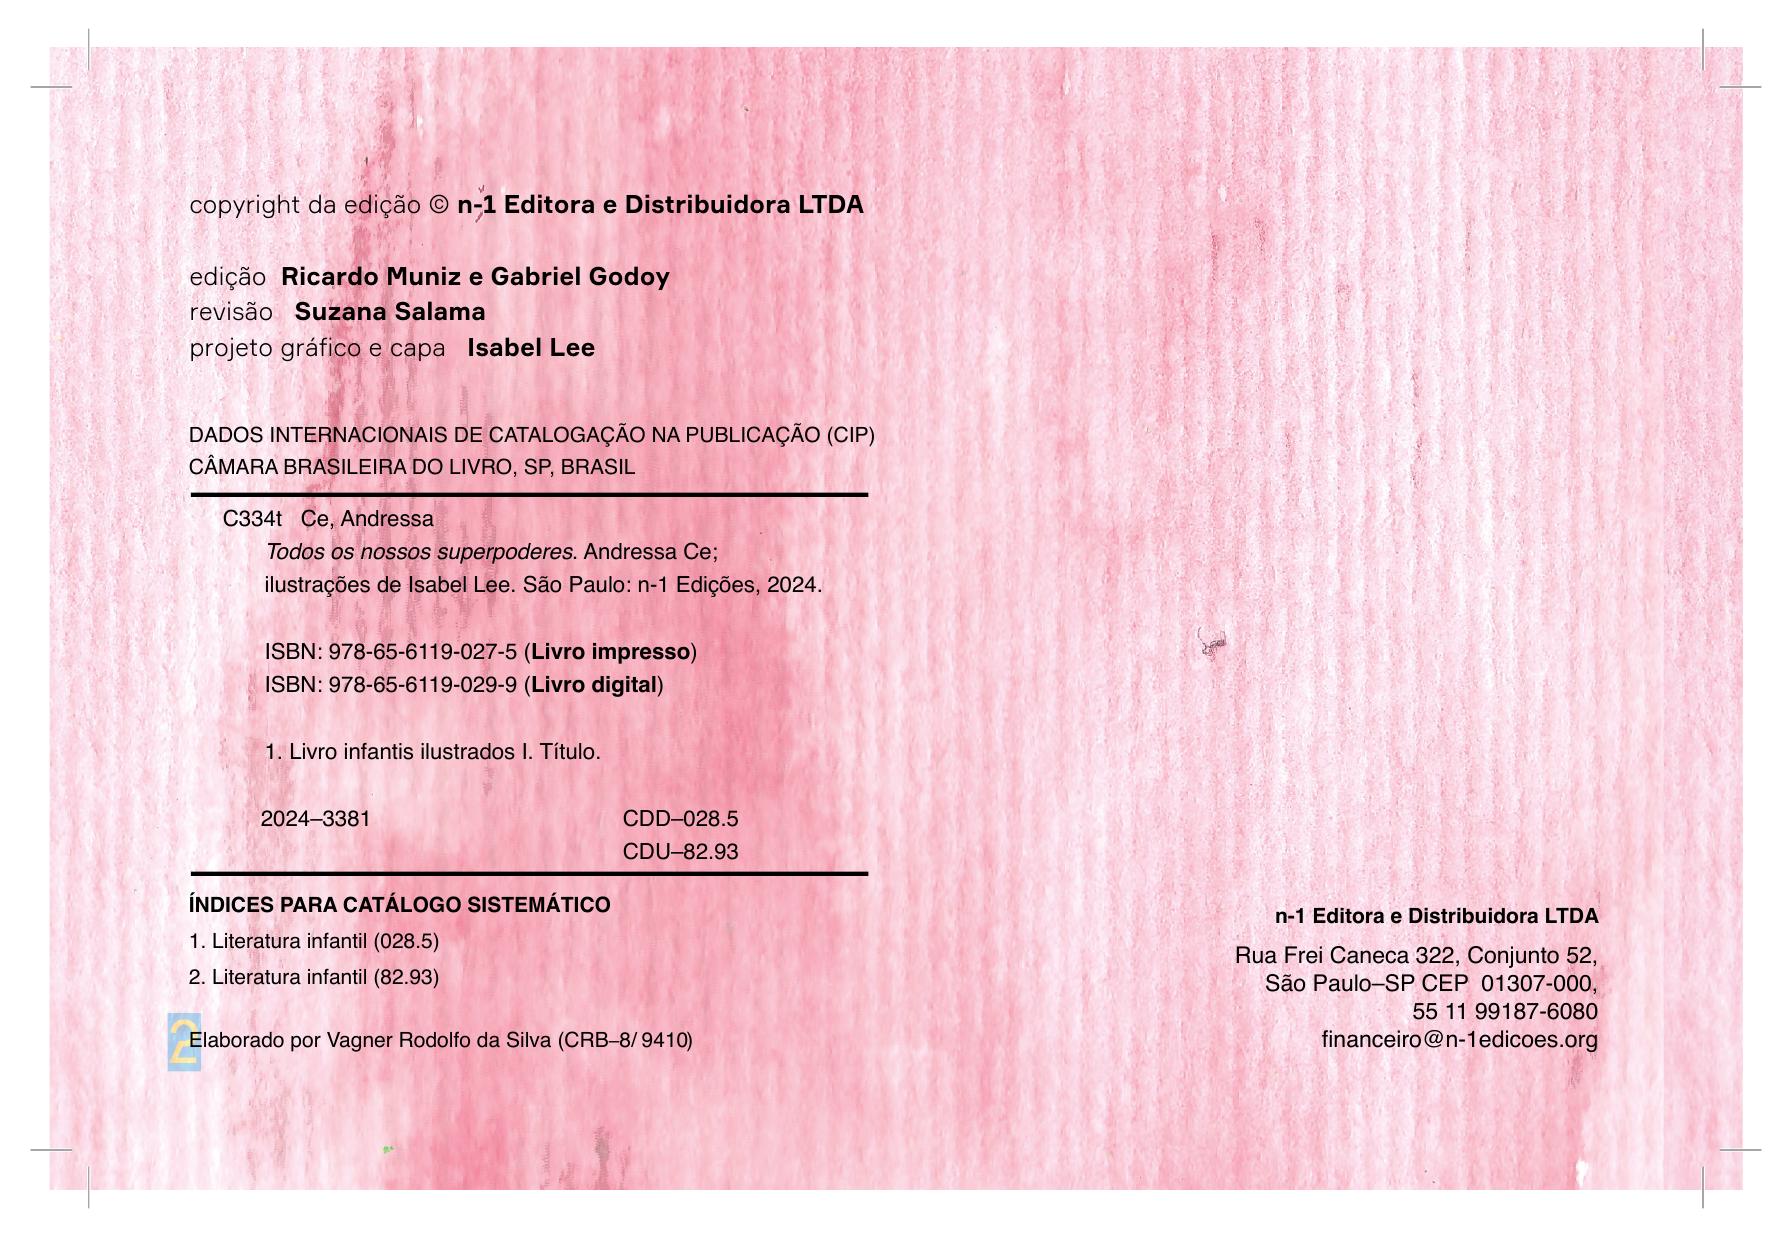 copyright da edição © n-1 Editora e Distribuidora LTDA
edição Ricardo Muniz e Gabriel Godoy
revisão Suzana Salama
projeto gráfico e capa Isabel Lee
DADOS INTERNACIONAIS DE CATALOGAÇÃO NA PUBLICAÇÃO (CIP)
CÂMARA BRASILEIRA DO LIVRO, SP, BRASIL
C334t Ce, Andressa
Todos os nossos superpoderes. Andressa Ce;
ilustrações de Isabel Lee. São Paulo: n-1 Edições, 2024.
ISBN: 978-65-6119-027-5 (Livro impresso)
ISBN: 978-65-6119-029-9 (Livro digital)
1. Livro infantis ilustrados I. Título.
2024–3381 CDD–028.5
CDU–82.93
ÍNDICES PARA CATÁLOGO SISTEMÁTICO
1. Literatura infantil (028.5)
2. Literatura infantil (82.93)
2
Elaborado por Vagner Rodolfo da Silva (CRB–8/ 9410)
n-1 Editora e Distribuidora LTDA
Rua Frei Caneca 322, Conjunto 52,
São Paulo–SP CEP 01307-000,
55 11 99187-6080
financeiro@n-1edicoes.org